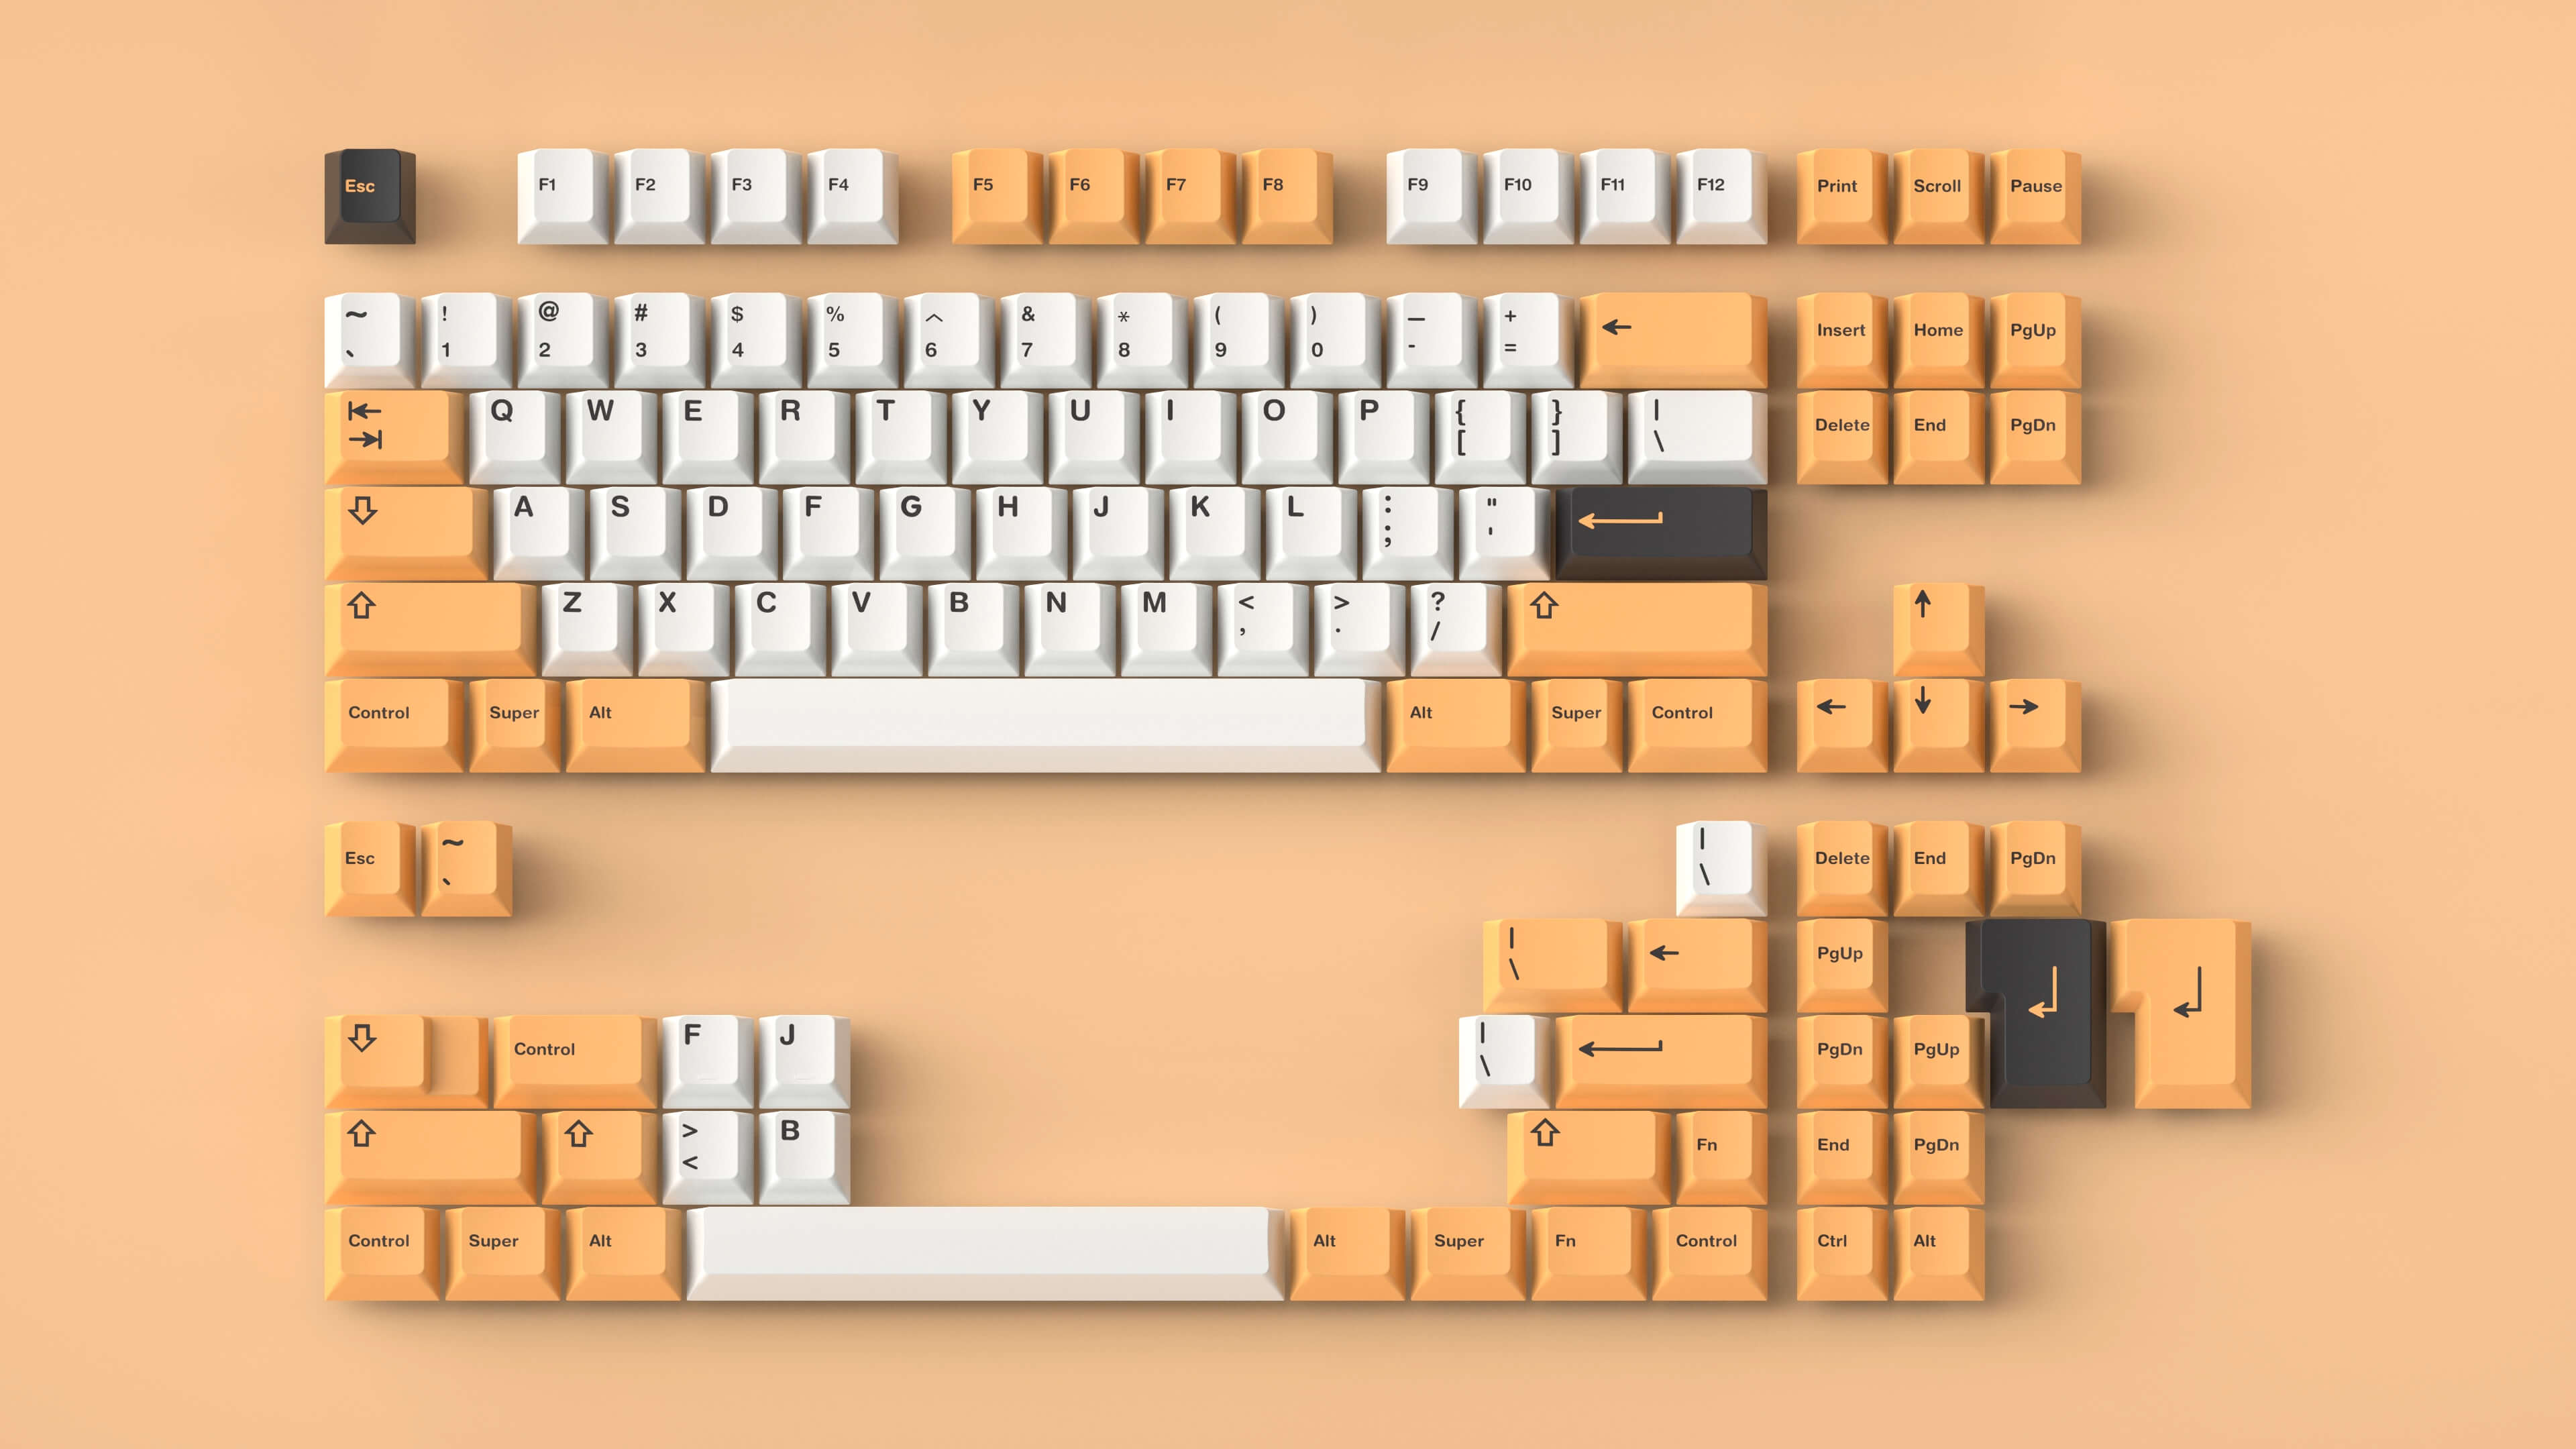 Esc F1 F2 F3 F4 F5 F6 F7 F8 F9 F10 F11 F12 Print Scroll Pause
~ ! @ # $ % ^ & * ( ) _ + ←
` 1 2 3 4 5 6 7 8 9 0 - = Insert Home PgUp
⇤ Q W E R T Y U I O P { } |
⇥ [ ] \ Delete End PgDn
⇩ A S D F G H J K L : " ↵
; '
⇧ Z X C V B N M < > ? ⇧ ↑
, . /
Control Super Alt Alt Super Control ← ↓ →
Esc ~ | Delete End PgDn
` \
| ← PgUp ↵ ↵
\
⇩ Control F J | ↵ PgDn PgUp
\
⇧ ⇧ > B ⇧ Fn End PgDn
<
Control Super Alt Alt Super Fn Control Ctrl Alt